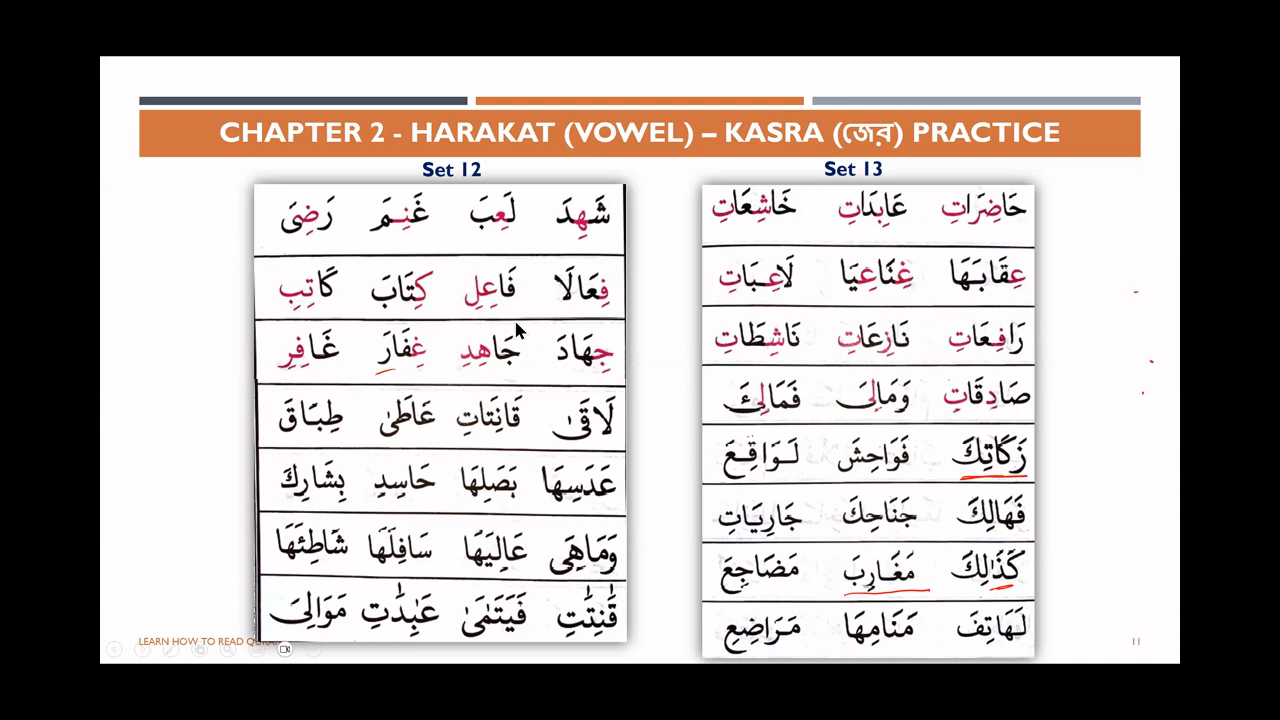 CHAPTER 2 - HARAKAT (VOWEL) – KASRA (জের) PRACTICE
Set 12
شَهِدَ لَعِبَ غَنِمَ رَضِىَ
فِعَالَا فَاعِلِ كِتَابَ كَاتِبِ
جِهَادَ جَاهِدِ غِفَارَ غَافِرِ
لَاقَىٰ قَانِتَاتِ عَاطَىٰ طِبَاقَ
عَدَسِهَا بَصَلِهَا حَاسِدِ بِشَارِكَ
وَمَاهِىَ عَالِيَهَا سَافِلَهَا شَاطِئَهَا
قٰنِتٰتِ فَيَتَمٰىٰ عٰبِدٰتِ مَوَالِىَ
Set 13
حَاضِرَاتِ عَابِدَاتِ خَاشِعَاتِ
عِقَابَهَا غِنَاعِيَا لَاعِبَاتِ
رَافِعَاتِ نَازِعَاتِ نَاشِطَاتِ
صَادِقَاتِ وَمَالِىَ فَمَالِئَ
زَكَاتِكَ فَوَاحِشَ لَوَاقِعَ
فَهَالِكَ جَنَاحِكَ جَارِيَاتِ
كَذَالِكَ مَغَارِبَ مَضَاجِعَ
لَهَاتِفَ مَنَامِهَا مَرَاضِعِ
LEARN HOW TO READ
11